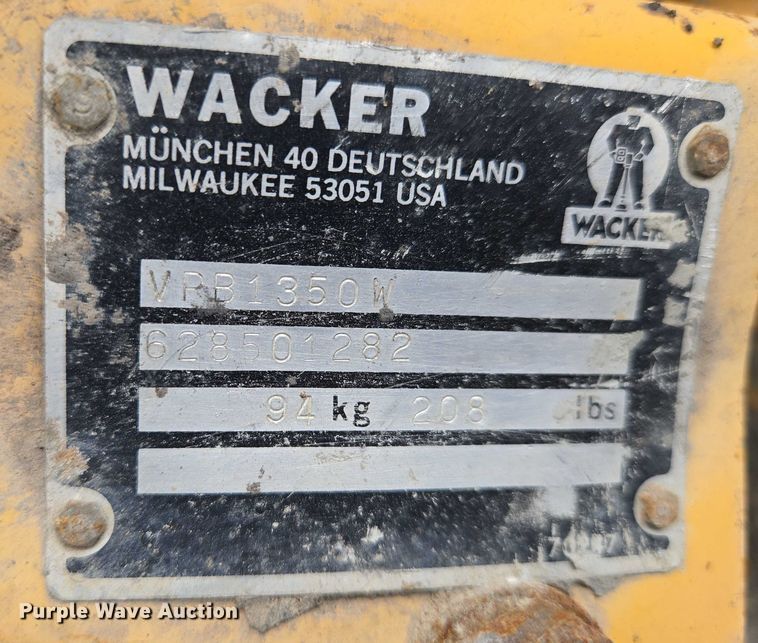 WACKER
MÜNCHEN 40 DEUTSCHLAND
MILWAUKEE 53051 USA
WACKER
VPB1350W
628501282
94 kg 208 lbs
Purple Wave Auction